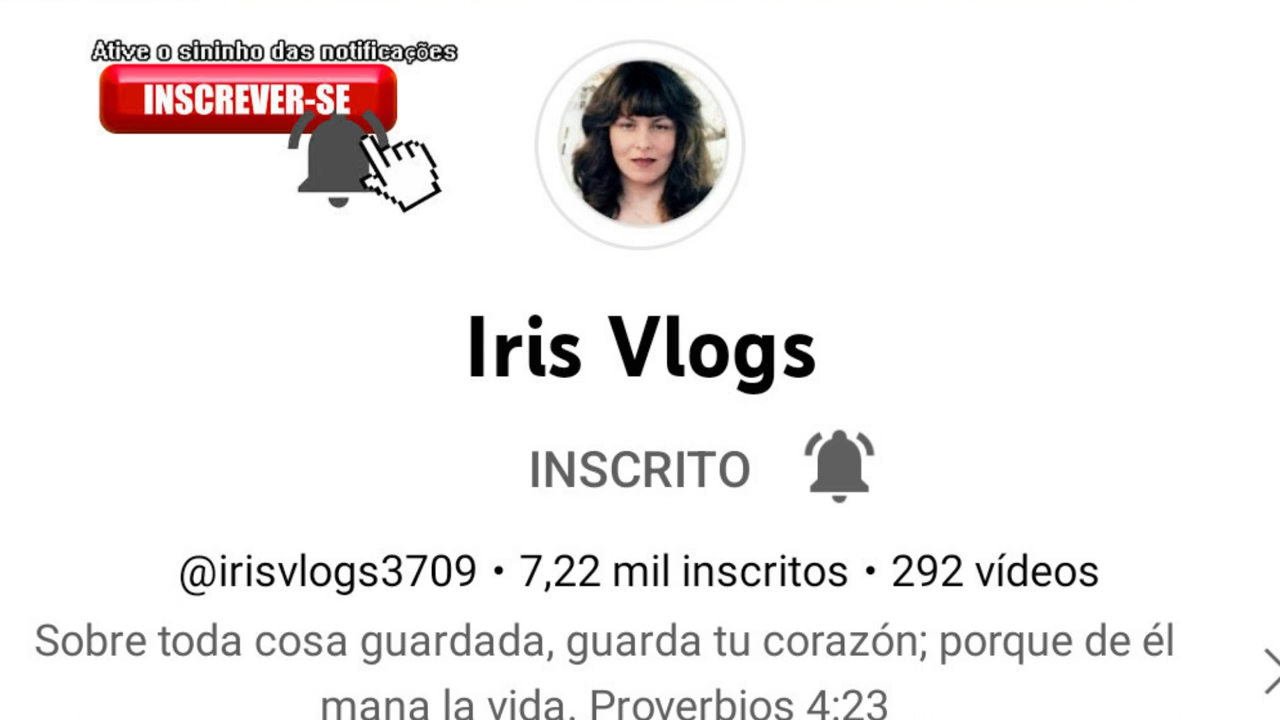 Ative o sininho das notificações
INSCREVER-SE
Iris Vlogs
INSCRITO
@irisvlogs3709 • 7,22 mil inscritos • 292 vídeos
Sobre toda cosa guardada, guarda tu corazón; porque de él
mana la vida. Proverbios 4:23